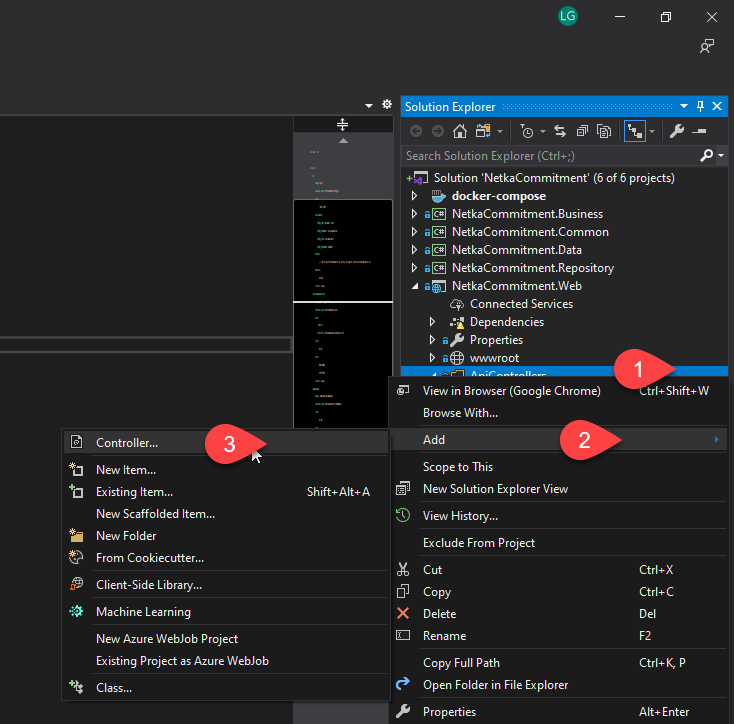 LG
Solution Explorer
Search Solution Explorer (Ctrl+;)
Solution 'NetkaCommitment' (6 of 6 projects)
docker-compose
C# NetkaCommitment.Business
C# NetkaCommitment.Common
C# NetkaCommitment.Data
C# NetkaCommitment.Repository
NetkaCommitment.Web
Connected Services
Dependencies
Properties
wwwroot
ApiControllers
1
View in Browser (Google Chrome) Ctrl+Shift+W
Browse With...
Add
2
Controller...
3
New Item...
Existing Item... Shift+Alt+A
New Scaffolded Item...
New Folder
From Cookiecutter...
Client-Side Library...
Machine Learning
New Azure WebJob Project
Existing Project as Azure WebJob
Class...
Scope to This
New Solution Explorer View
View History...
Exclude From Project
Cut Ctrl+X
Copy Ctrl+C
Delete Del
Rename F2
Copy Full Path Ctrl+K, P
Open Folder in File Explorer
Properties Alt+Enter